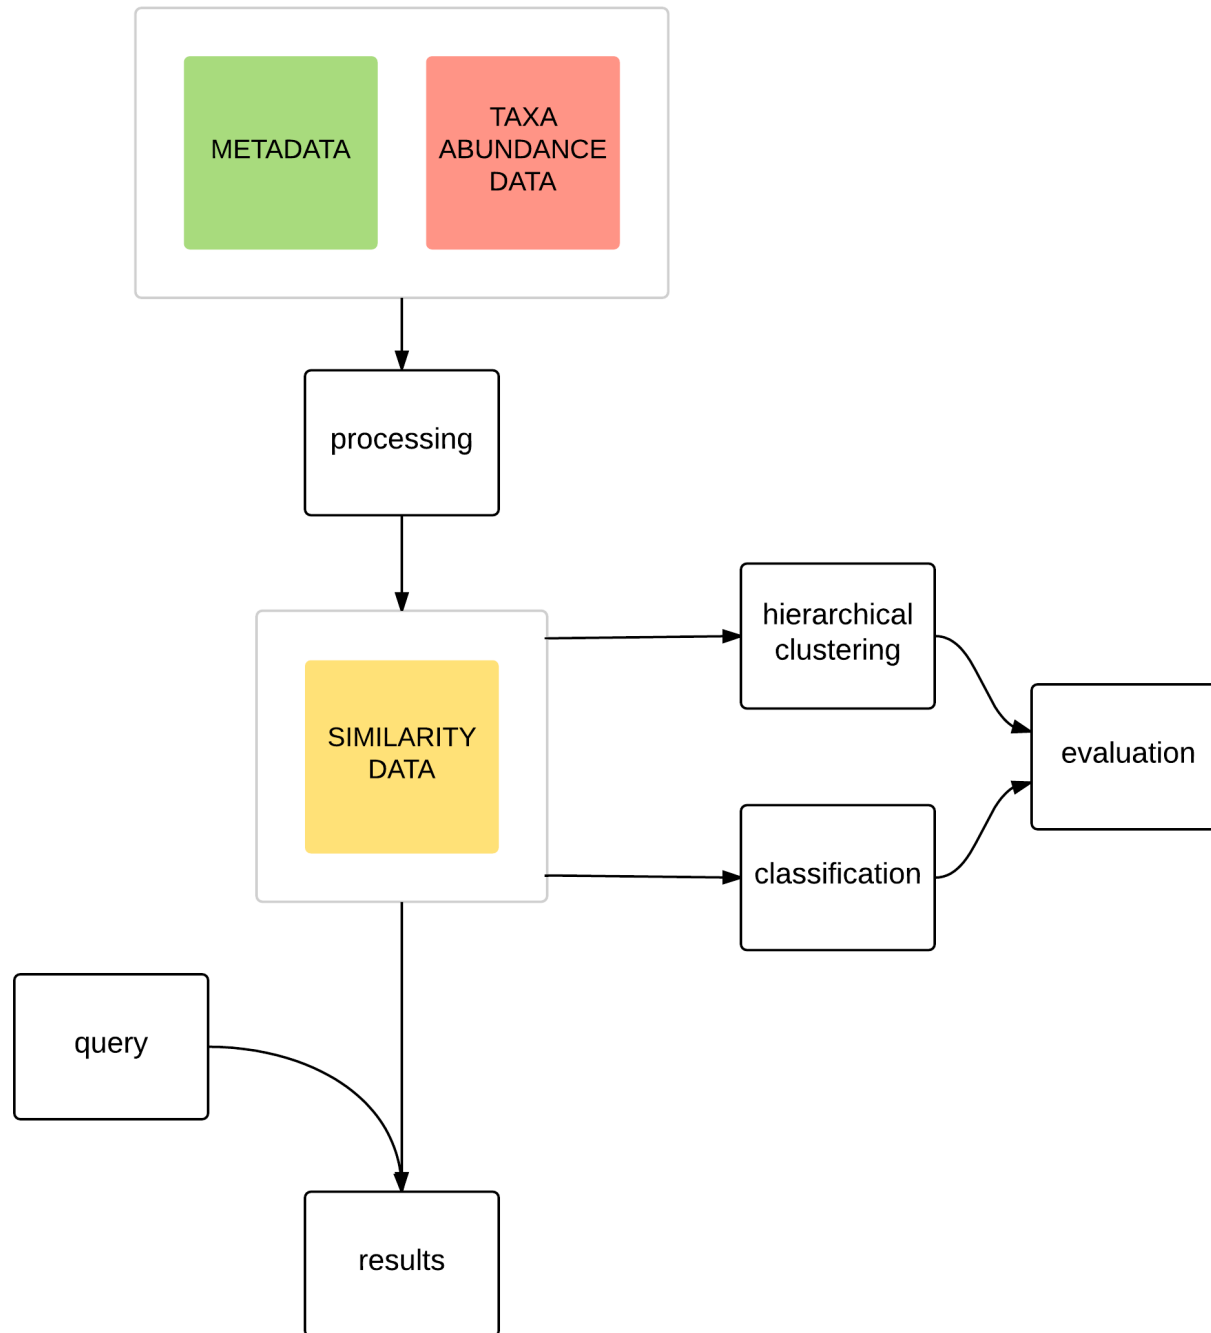 METADATA
TAXA
ABUNDANCE
DATA
processing
hierarchical
clustering
SIMILARITY
DATA
evaluation
classification
query
results